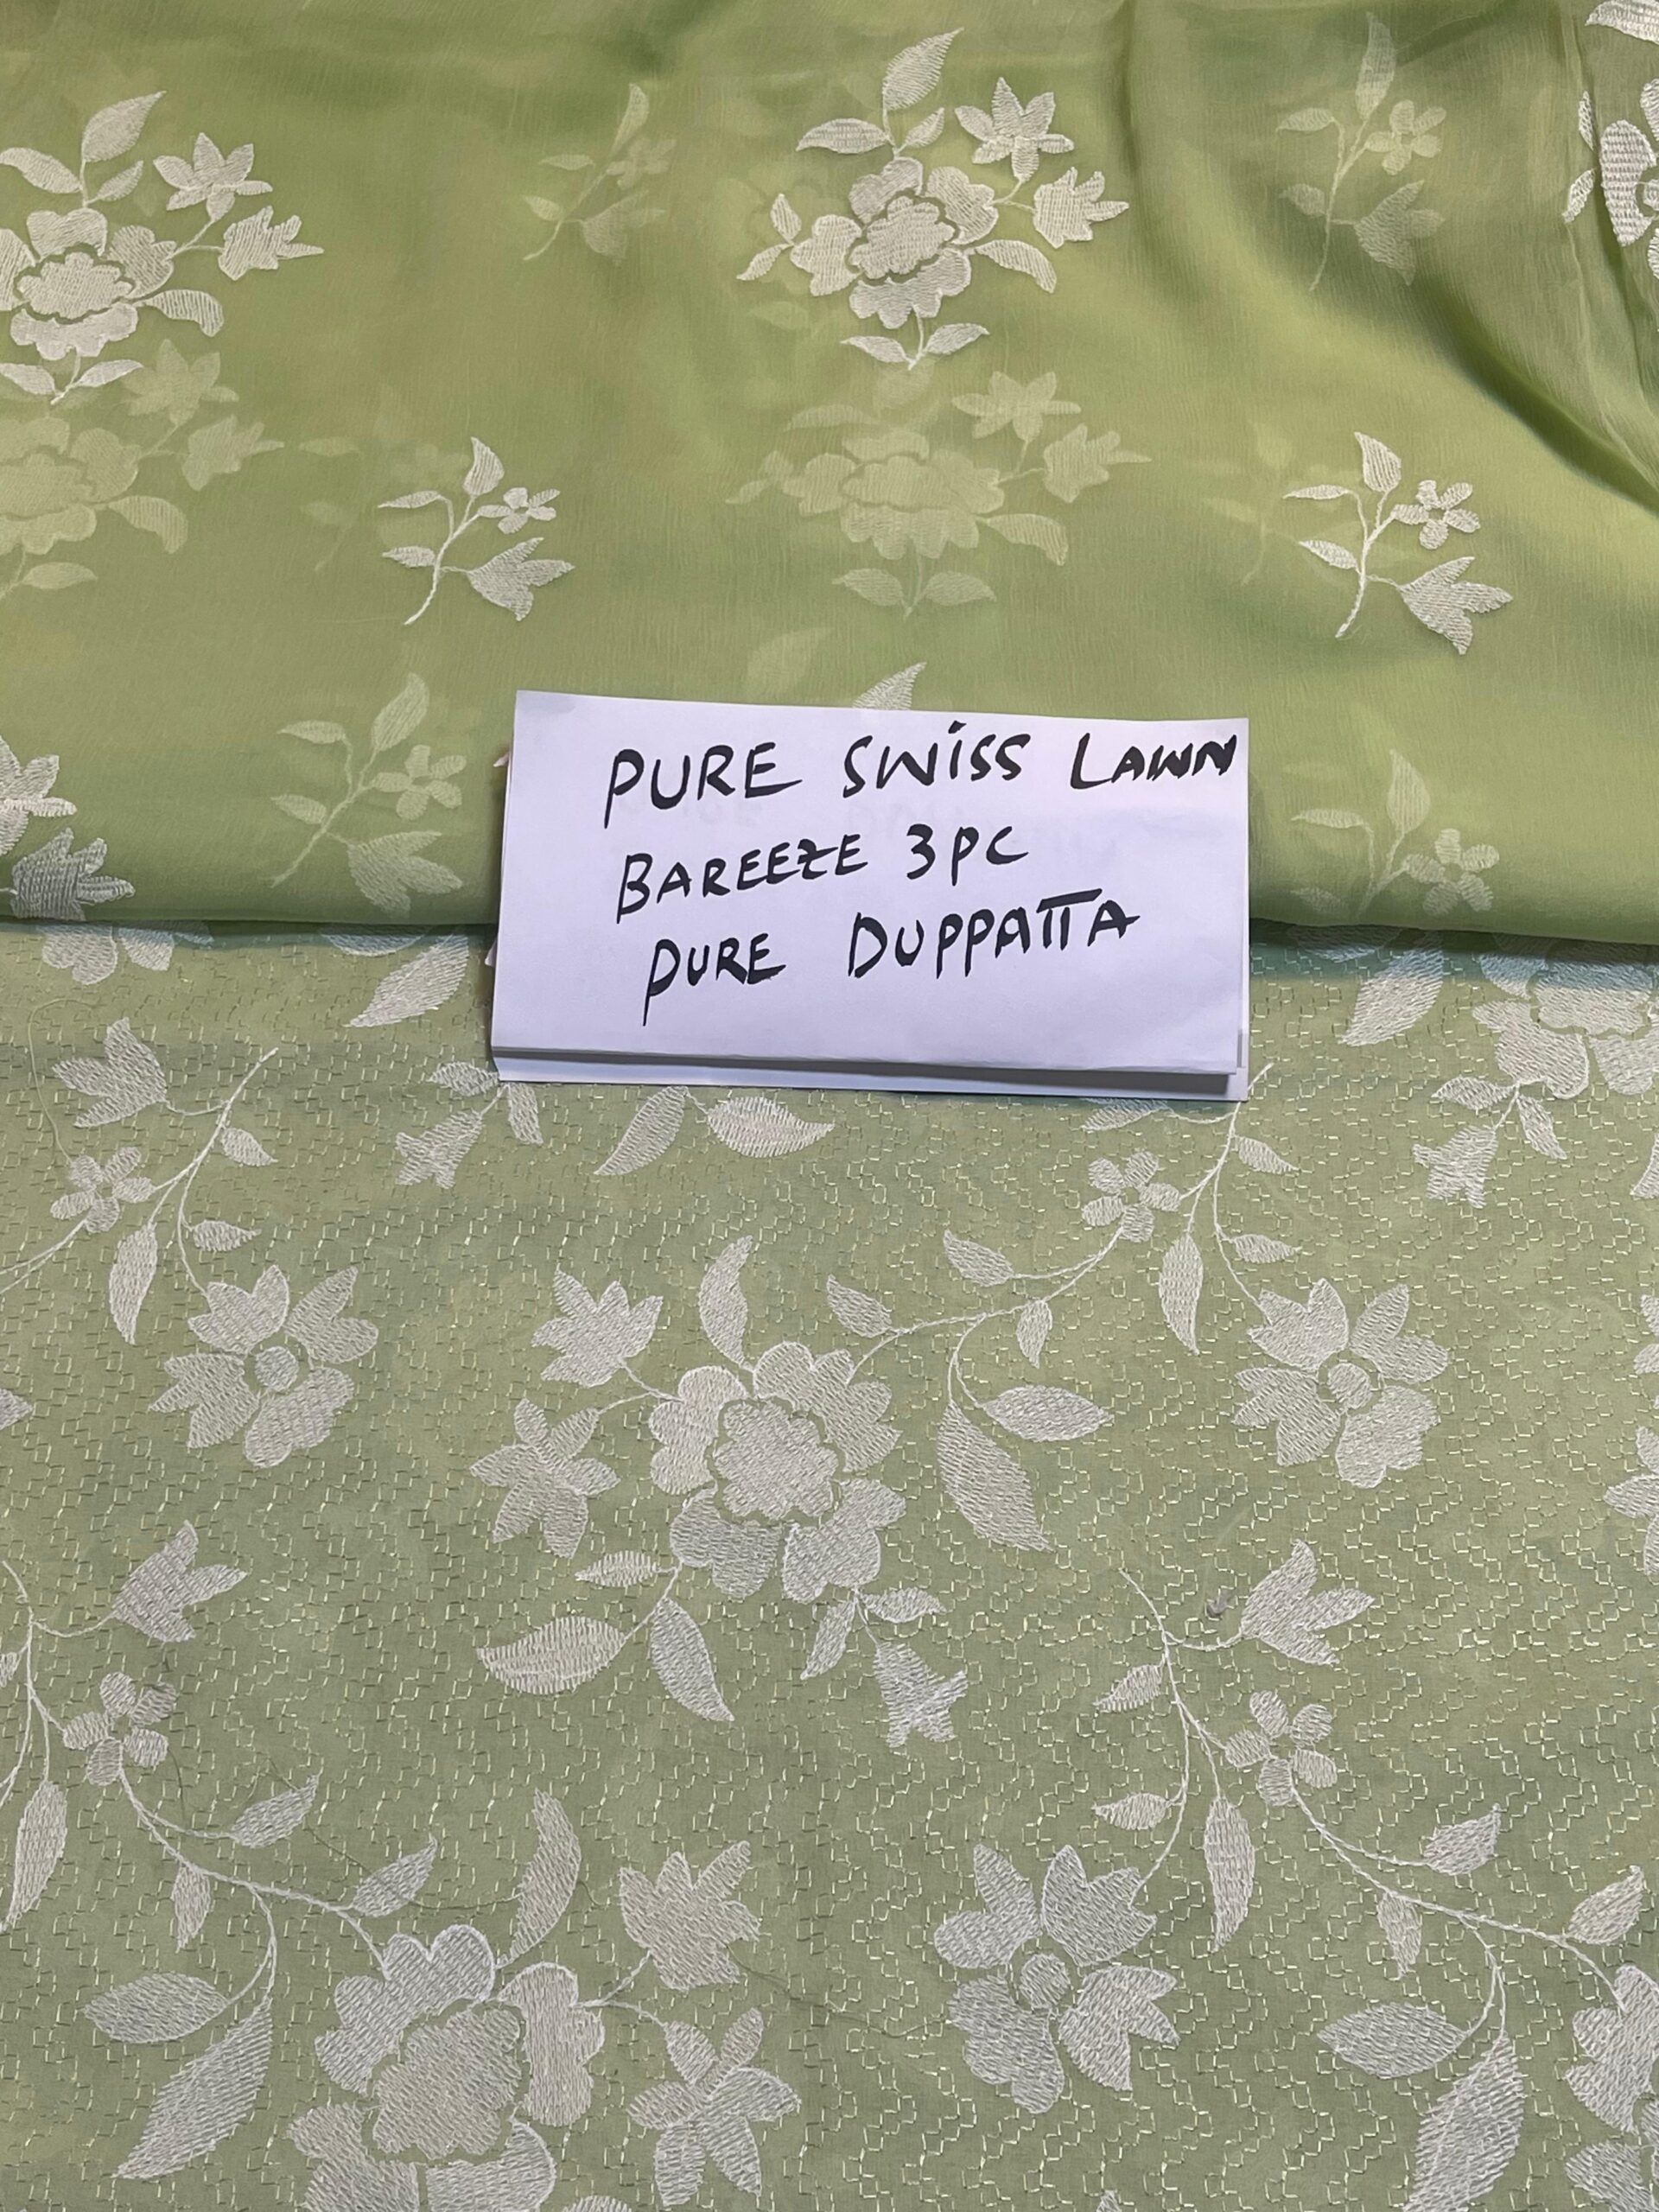 PURE SWISS LAWN
BAREEZE 3PC
PURE DUPPATTA